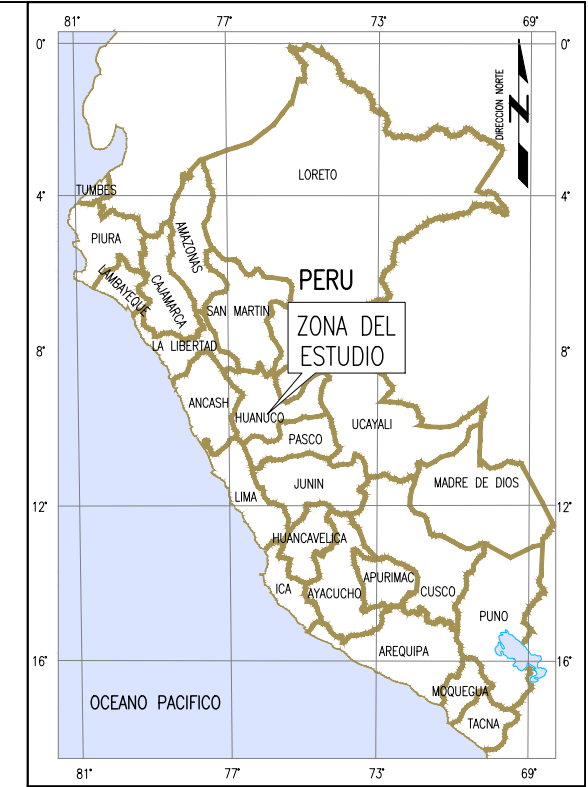 81° 77° 73° 69°
0° 0°
DIRECCION NORTE
N
LORETO
TUMBES
4° 4°
PIURA
AMAZONAS
LAMBAYEQUE
CAJAMARCA
PERU
SAN MARTIN
ZONA DEL
ESTUDIO
LA LIBERTAD
8° 8°
ANCASH
HUANUCO
UCAYALI
PASCO
JUNIN
MADRE DE DIOS
LIMA
12° 12°
HUANCAVELICA
APURIMAC
ICA
AYACUCHO
CUSCO
PUNO
AREQUIPA
16° 16°
MOQUEGUA
OCEANO PACIFICO
TACNA
81° 77° 73° 69°